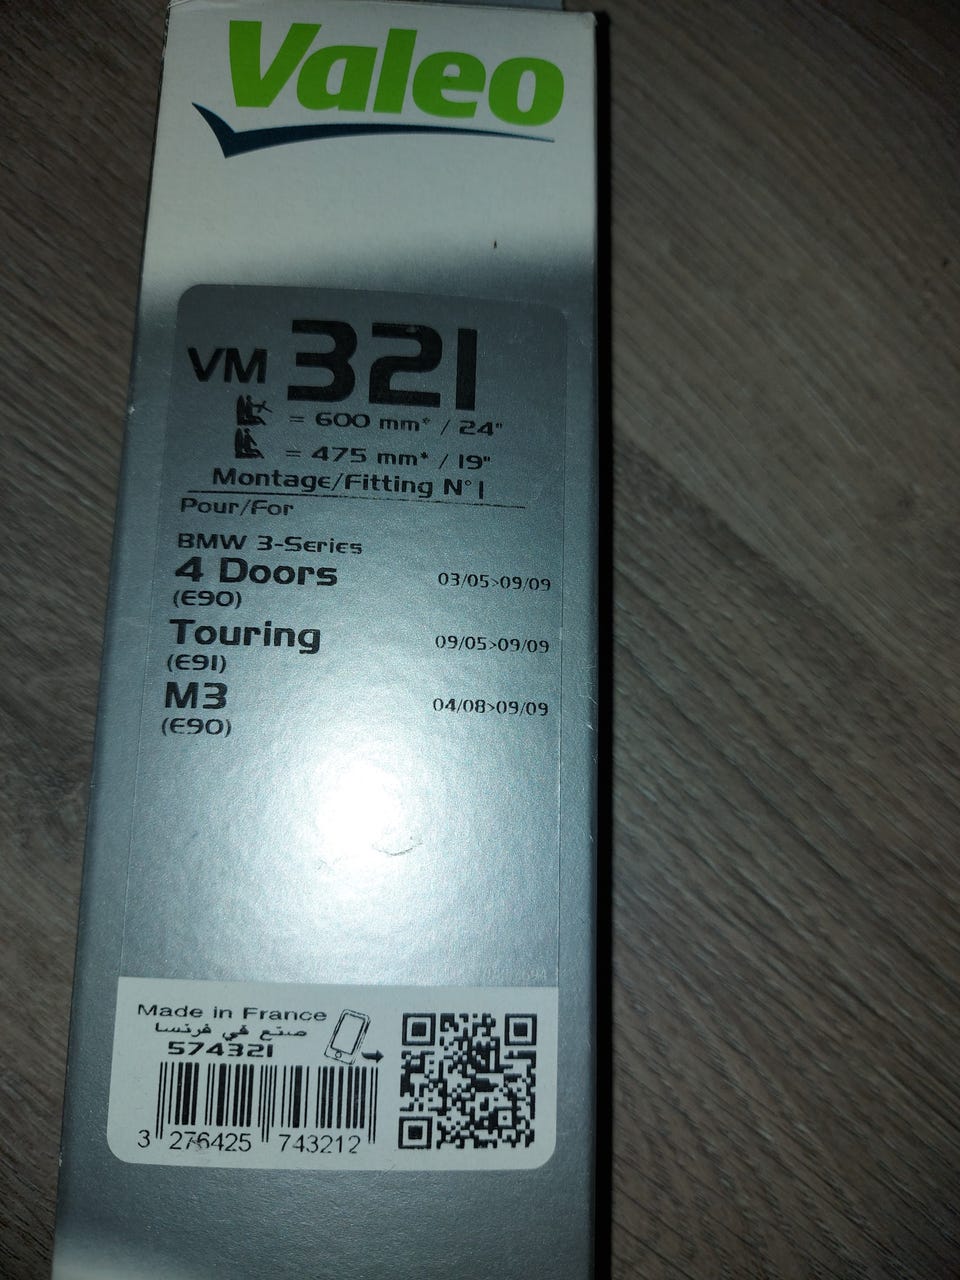 Valeo
VM 321
= 600 mm* / 24"
= 475 mm* / 19"
Montage/Fitting N° 1
Pour/For
BMW 3-Series
4 Doors 03/05>09/09
(E90)
Touring 09/05>09/09
(E91)
M3 04/08>09/09
(E90)
Made in France
صنع في فرنسا
574321
3 276425 743212